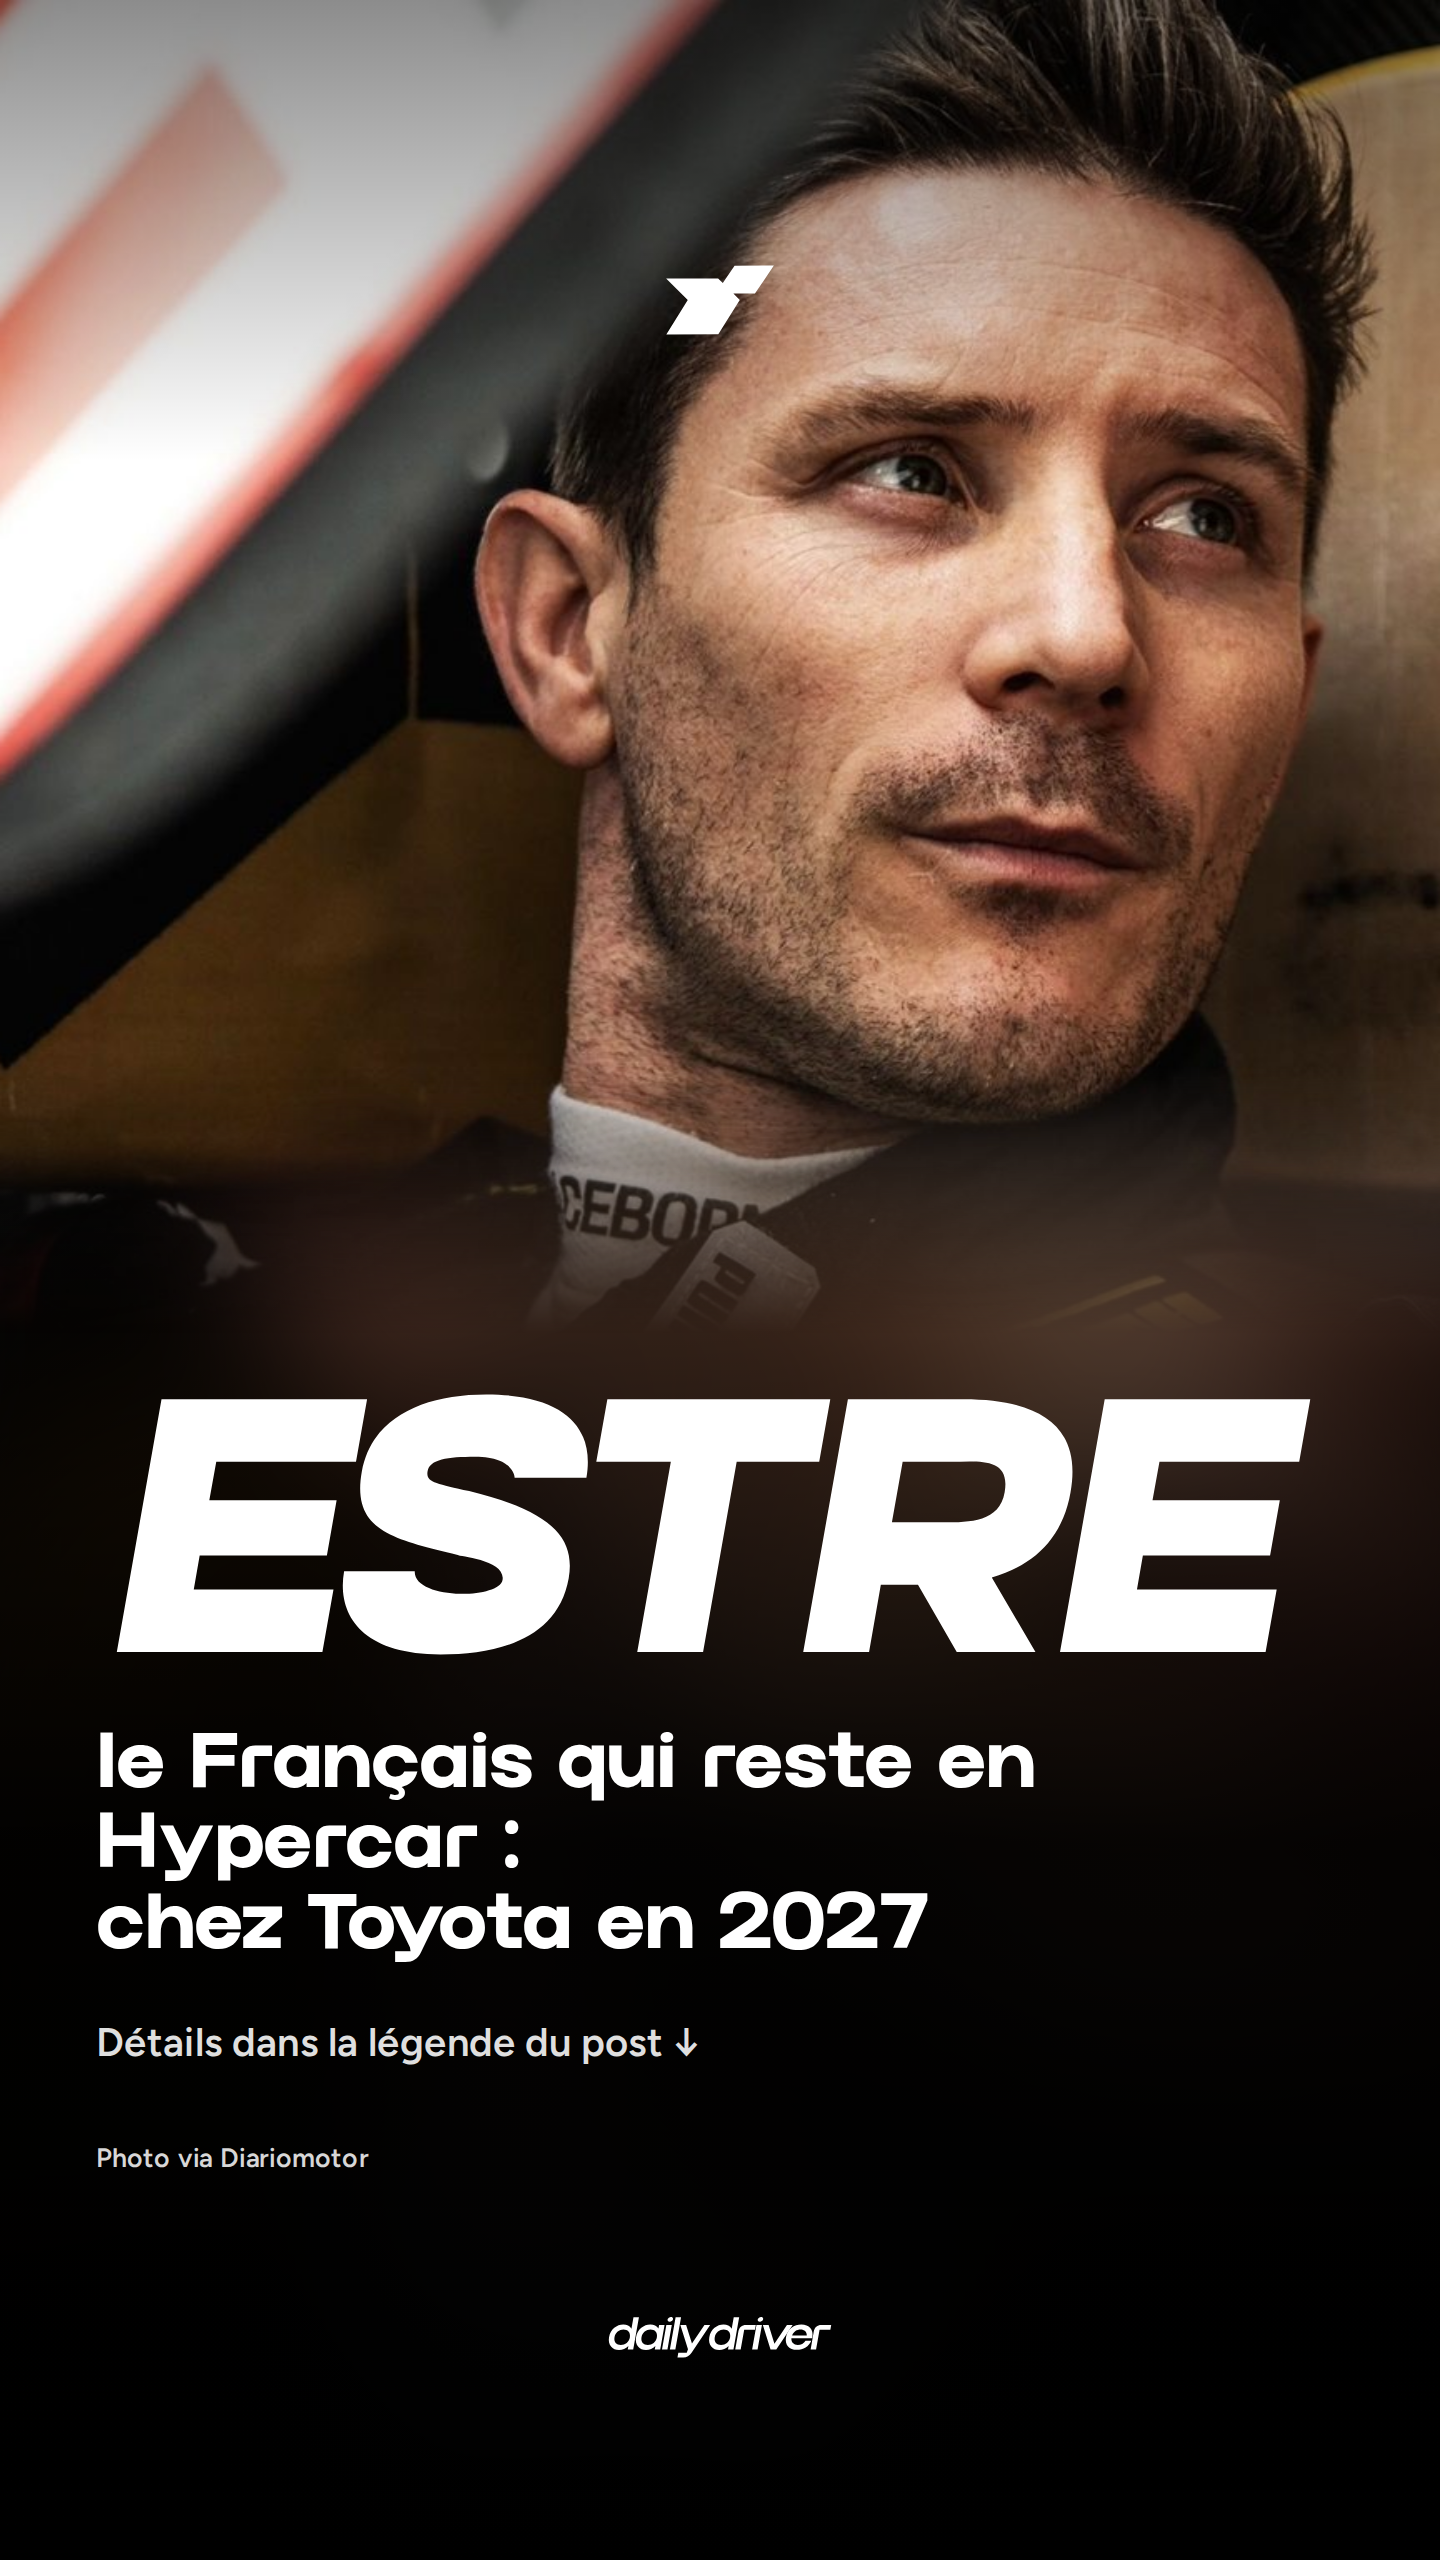 ESTRE
le Français qui reste en
Hypercar :
chez Toyota en 2027
Détails dans la légende du post ↓
Photo via Diariomotor
dailydriver